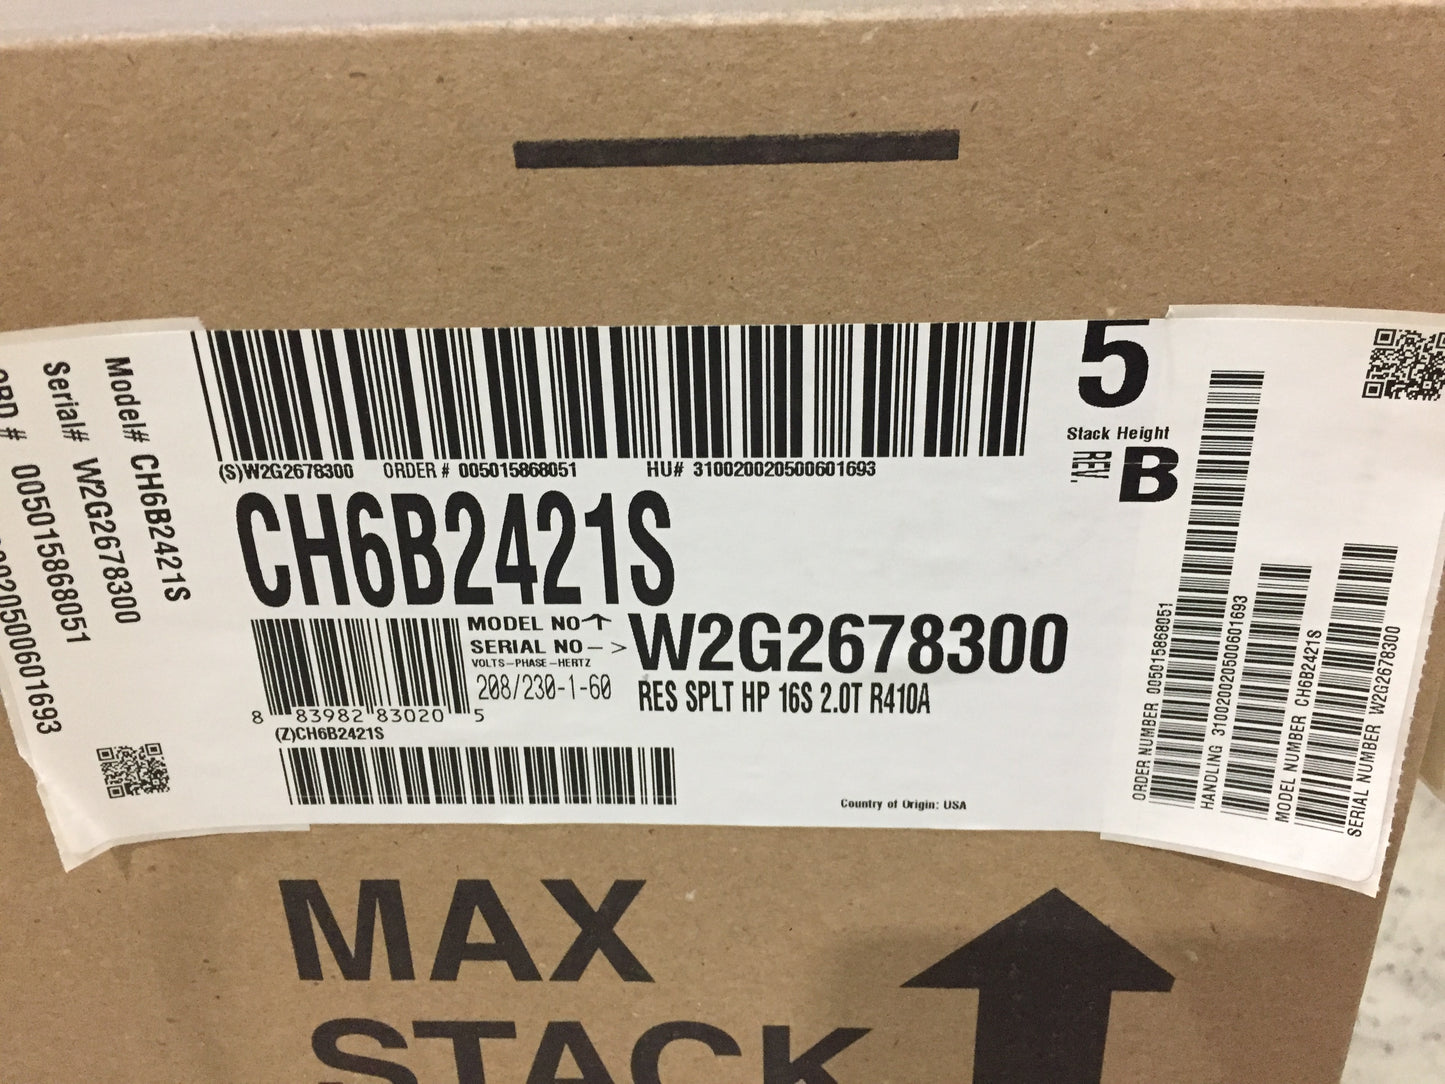 Model# CH6B2421S
Serial# W2G2678300
ORD # 005015868051
(S)W2G2678300 ORDER # 005015868051 HU# 310020020500601693
5
Stack Height
REV. B
CH6B2421S
MODEL NO
SERIAL NO –> W2G2678300
VOLTS-PHASE-HERTZ
208/230-1-60
RES SPLT HP 16S 2.0T R410A
8 83982 83020 5
(Z)CH6B2421S
Country of Origin: USA
ORDER NUMBER 005015868051
HANDLING 310020020500601693
MODEL NUMBER CH6B2421S
SERIAL NUMBER W2G2678300
MAX
STACK